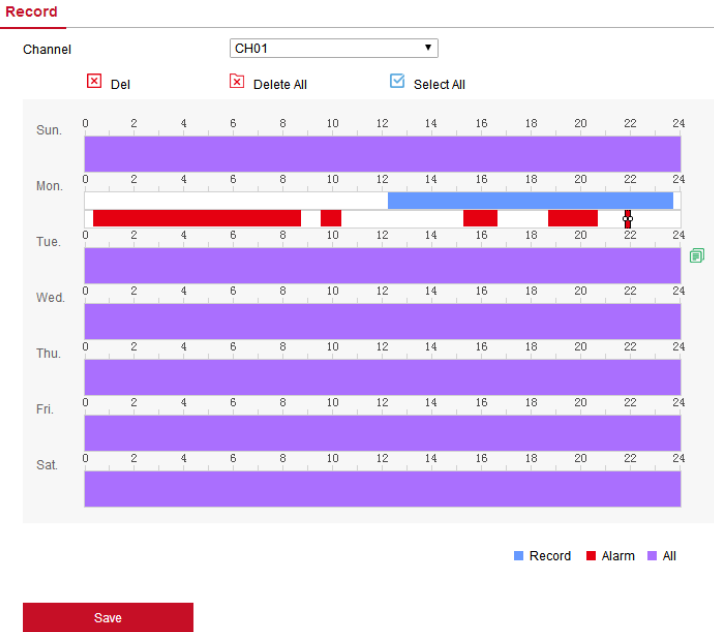 Record
Channel CH01
Del Delete All Select All
0 2 4 6 8 10 12 14 16 18 20 22 24
Sun.
0 2 4 6 8 10 12 14 16 18 20 22 24
Mon.
0 2 4 6 8 10 12 14 16 18 20 22 24
Tue.
0 2 4 6 8 10 12 14 16 18 20 22 24
Wed.
0 2 4 6 8 10 12 14 16 18 20 22 24
Thu.
0 2 4 6 8 10 12 14 16 18 20 22 24
Fri.
0 2 4 6 8 10 12 14 16 18 20 22 24
Sat.
Record Alarm All
Save